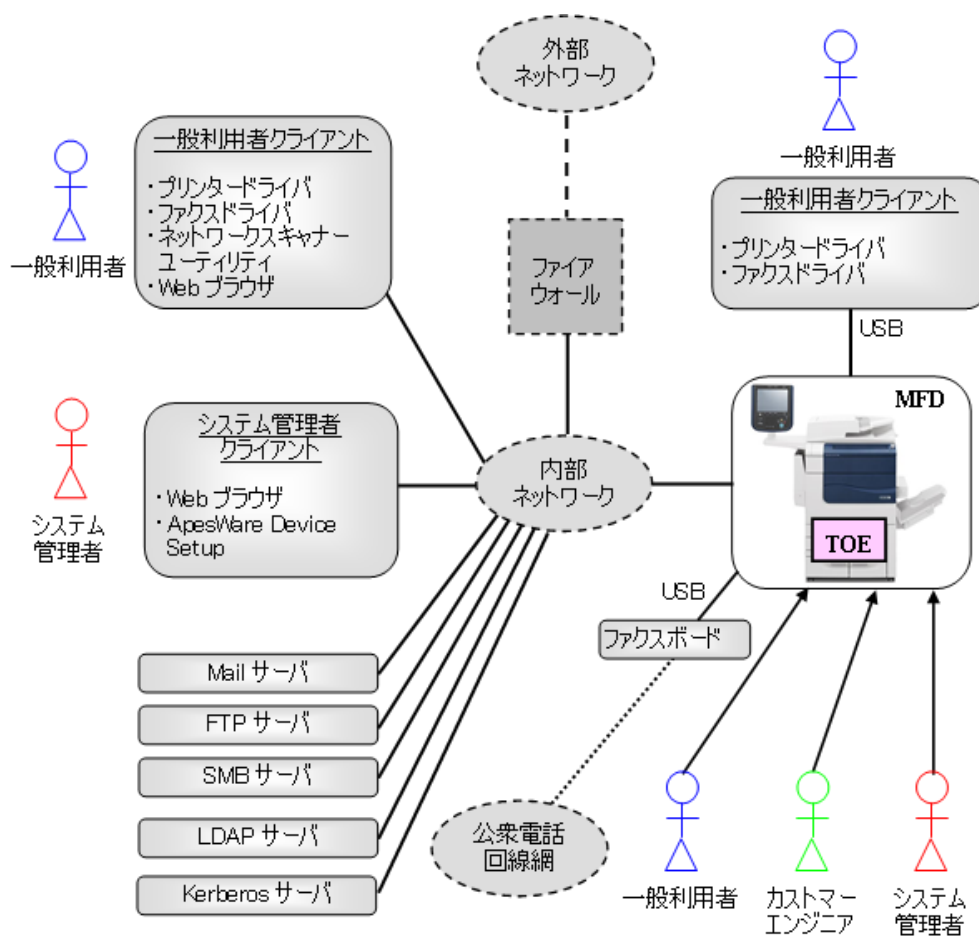 外部
ネットワーク
一般利用者
一般利用者クライアント
・プリンタードライバ
・ファクスドライバ
・ネットワークスキャナー
ユーティリティ
・Web ブラウザ
一般利用者
一般利用者クライアント
・プリンタードライバ
・ファクスドライバ
ファイア
ウォール
USB
MFD
TOE
システム管理者
クライアント
・Web ブラウザ
・ApesWare Device
Setup
システム
管理者
内部
ネットワーク
USB
ファクスボード
Mail サーバ
FTP サーバ
SMB サーバ
LDAP サーバ
Kerberos サーバ
公衆電話
回線網
一般利用者
カストマー
エンジニア
システム
管理者